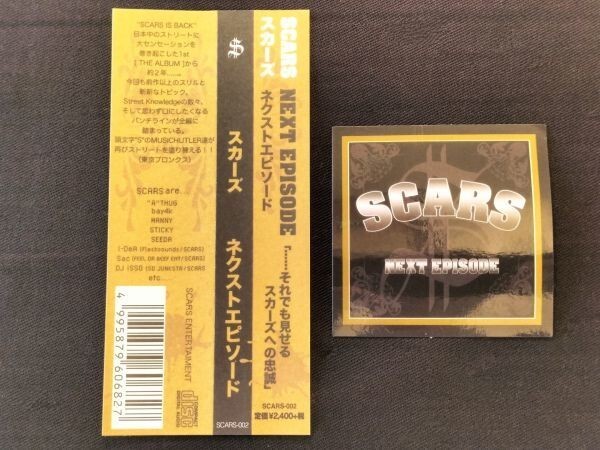 "SCARS IS BACK"
日本中のストリートに
大センセーションを
巻き起こした1st
[ THE ALBUM ]から
約2年……。
今回も前作以上のスリルと
斬新なトピック、
Street Knowledgeの数々、
そして思わず口にしたくなる
パンチラインが全編に
詰まっている。
頭文字"S"のMUSICHUTLER達が
再びストリートを塗り替える！！
(東京ブロンクス)
SCARS are...
"A"THUG
bay4k
MANNY
STICKY
SEEDA
I-DeA (Flashsounds/SCARS)
Sac (FEEL OR BEEF ENT/SCARS)
DJ iSSO (SD JUNKSTA/SCARS
etc...
SCARS ENTERTAIMENT
4 995879 606827
COMPACT
disc
DIGITAL AUDIO
$
スカーズ
ネクストエピソード
SCARS-002
SCARS NEXT EPISODE
スカーズ ネクストエピソード
「……それでも見せる
スカーズへの忠誠」
SCARS-002
定価¥2,400+税
SCARS
NEXT EPISODE